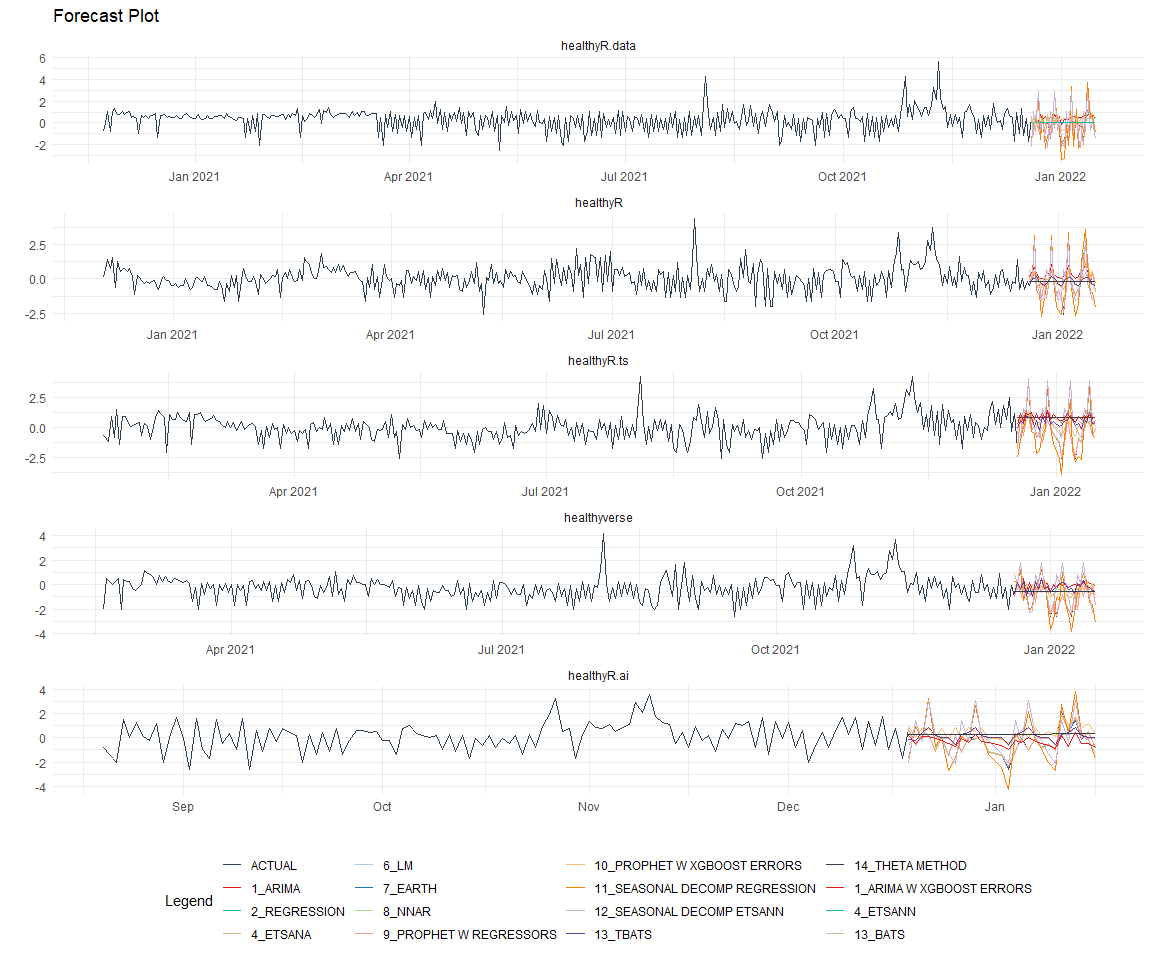 Forecast Plot
healthyR.data
6
4
2
0
-2
Jan 2021 Apr 2021 Jul 2021 Oct 2021 Jan 2022
healthyR
2.5
0.0
-2.5
Jan 2021 Apr 2021 Jul 2021 Oct 2021 Jan 2022
healthyR.ts
2.5
0.0
-2.5
Apr 2021 Jul 2021 Oct 2021 Jan 2022
healthyverse
4
2
0
-2
-4
Apr 2021 Jul 2021 Oct 2021 Jan 2022
healthyR.ai
4
2
0
-2
-4
Sep Oct Nov Dec Jan
Legend
ACTUAL 6_LM 10_PROPHET W XGBOOST ERRORS 14_THETA METHOD
1_ARIMA 7_EARTH 11_SEASONAL DECOMP REGRESSION 1_ARIMA W XGBOOST ERRORS
2_REGRESSION 8_NNAR 12_SEASONAL DECOMP ETSANN 4_ETSANN
4_ETSANA 9_PROPHET W REGRESSORS 13_TBATS 13_BATS